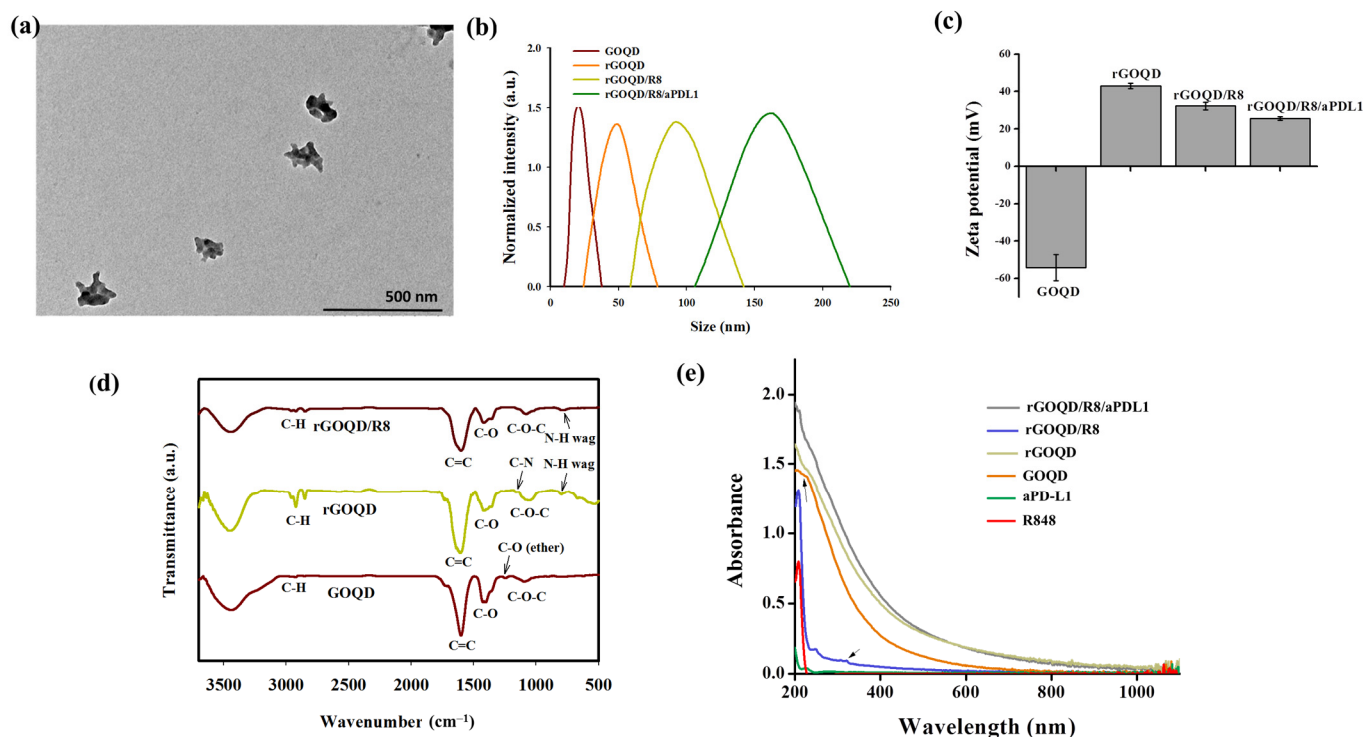 (a)
500 nm
(b)
Normalized intensity (a.u.)
2.0
1.5
1.0
0.5
0.0
GOQD
rGOQD
rGOQD/R8
rGOQD/R8/aPDL1
0 50 100 150 200 250
Size (nm)
(c)
Zeta potential (mV)
60
40
20
0
-20
-40
-60
GOQD
rGOQD
rGOQD/R8
rGOQD/R8/aPDL1
(d)
Transmittance (a.u.)
C-H
rGOQD/R8
C=C
C-O
C-O-C
N-H wag
C-H
rGOQD
C=C
C-O
C-N
C-O-C
N-H wag
C-H
GOQD
C=C
C-O
C-O (ether)
C-O-C
3500 3000 2500 2000 1500 1000 500
Wavenumber (cm⁻¹)
(e)
Absorbance
2.0
1.5
1.0
0.5
0.0
rGOQD/R8/aPDL1
rGOQD/R8
rGOQD
GOQD
aPD-L1
R848
200 400 600 800 1000
Wavelength (nm)